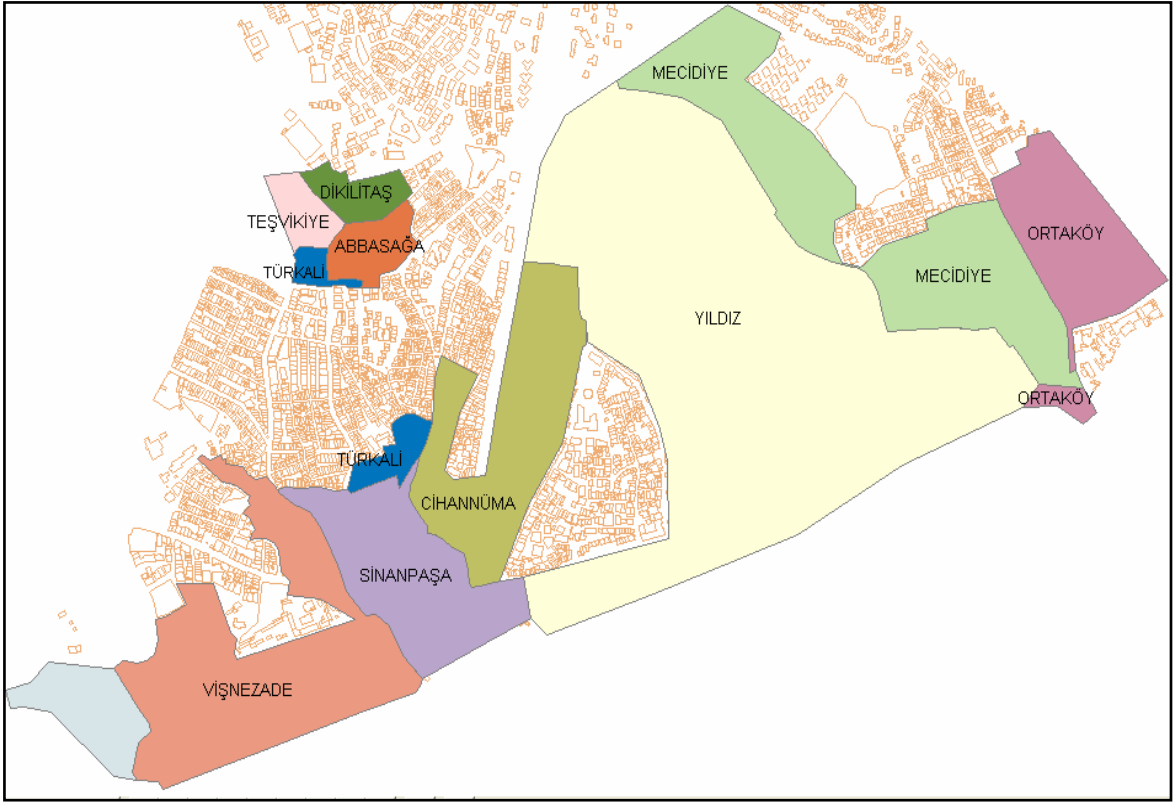 MECİDİYE
DİKİLİTAŞ
TEŞVİKİYE
ABBASAĞA
ORTAKÖY
TÜRKALİ
MECİDİYE
YILDIZ
ORTAKÖY
TÜRKALİ
CİHANNÜMA
SİNANPAŞA
VİŞNEZADE